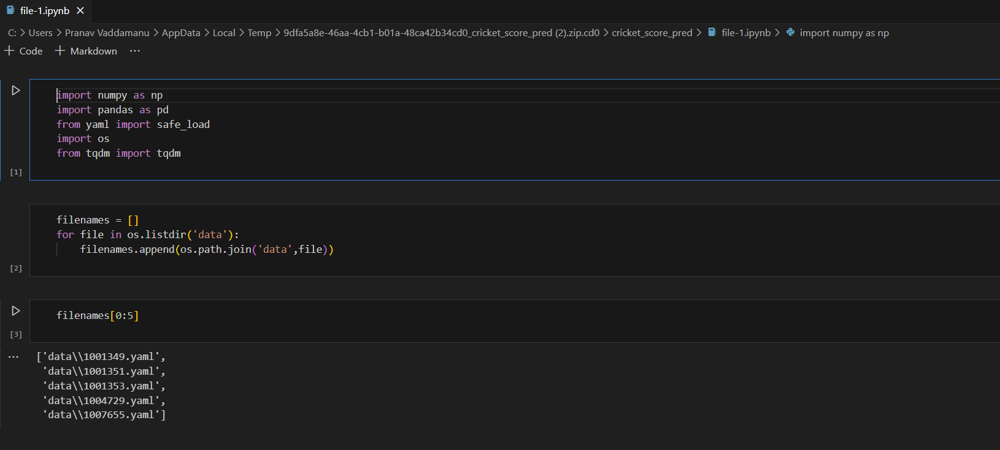 file-1.ipynb
C: > Users > Pranav Vaddamanu > AppData > Local > Temp > 9dfa5a8e-46aa-4cb1-b01a-48ca42b34cd0_cricket_score_pred (2).zip.cd0 > cricket_score_pred > file-1.ipynb > import numpy as np
+ Code + Markdown ...
import numpy as np
import pandas as pd
from yaml import safe_load
import os
from tqdm import tqdm
[1]
filenames = []
for file in os.listdir('data'):
    filenames.append(os.path.join('data',file))
[2]
filenames[0:5]
[3]
... ['data\\1001349.yaml',
'data\\1001351.yaml',
'data\\1001353.yaml',
'data\\1004729.yaml',
'data\\1007655.yaml']